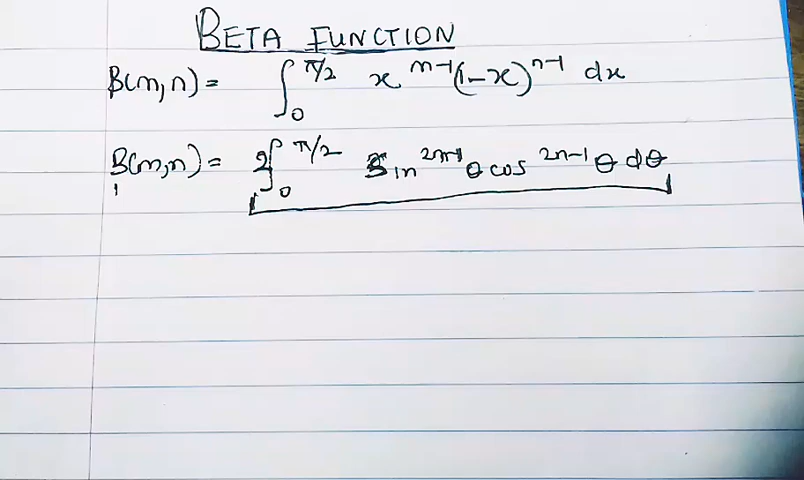 BETA FUNCTION
β(m,n) = ∫₀^π/2 x^m-1 (1-x)^n-1 dx
β(m,n) = 2∫₀^π/2 Sin^2m-1 θ cos^2n-1 θ dθ